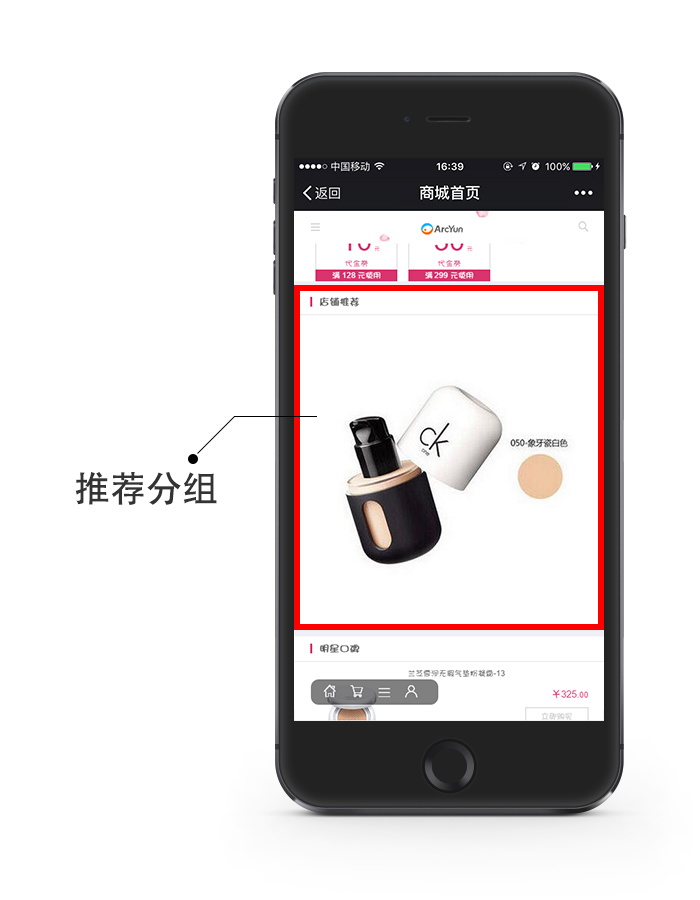 中国移动 16:39 100%
返回 商城首页
ArcYun
元 元
代金券 代金券
满 128 元使用 满 299 元使用
店铺推荐
ck
one
050-象牙瓷白色
推荐分组
明星口碑
兰芝雪纱无瑕气垫粉凝霜-13
¥325.00
立即购买